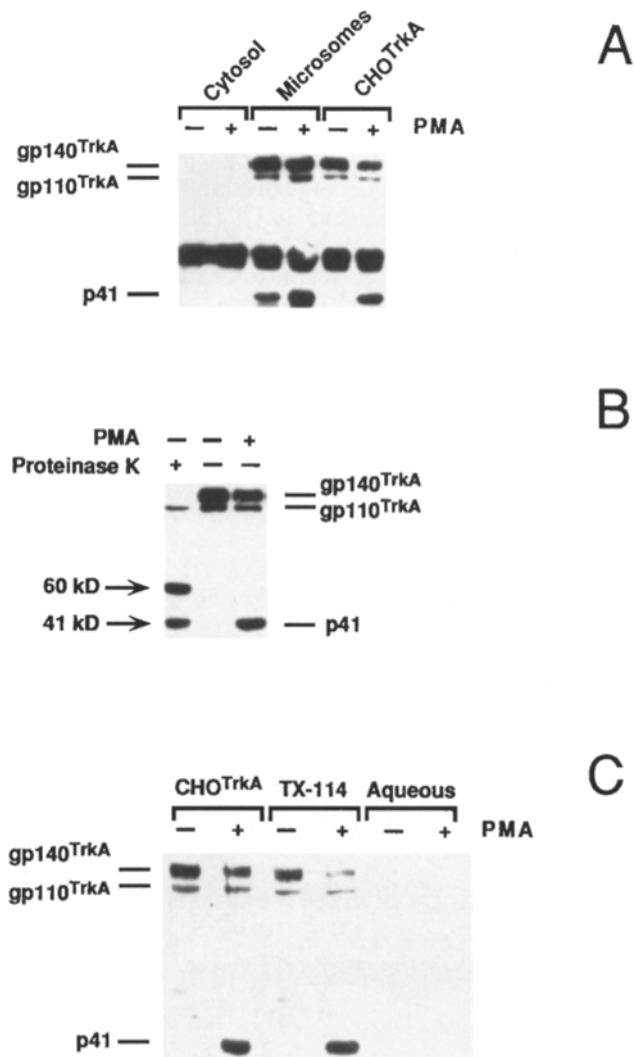 A
Cytosol Microsomes CHOTrkA
— + — + — + PMA
gp140TrkA
gp110TrkA
p41
B
PMA — — +
Proteinase K + — —
gp140TrkA
gp110TrkA
60 kD
41 kD p41
C
CHOTrkA TX-114 Aqueous
— + — + — + PMA
gp140TrkA
gp110TrkA
p41